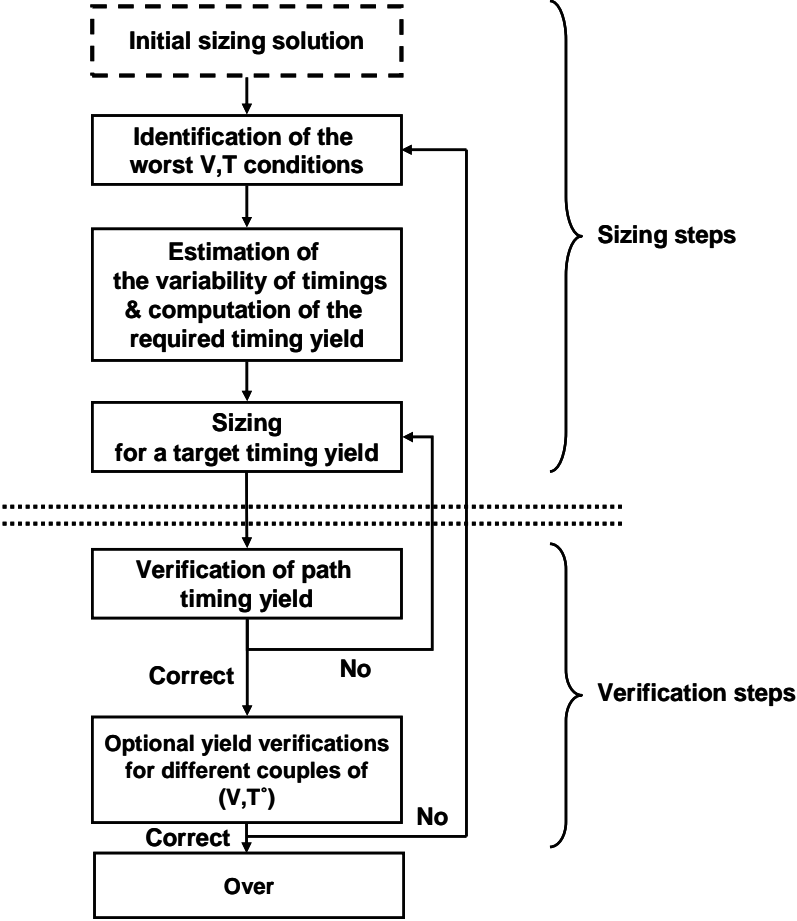 Initial sizing solution
Identification of the
worst V,T conditions
Estimation of
the variability of timings
& computation of the
required timing yield
Sizing steps
Sizing
for a target timing yield
Verification of path
timing yield
No
Correct
Verification steps
Optional yield verifications
for different couples of
(V,T°)
No
Correct
Over